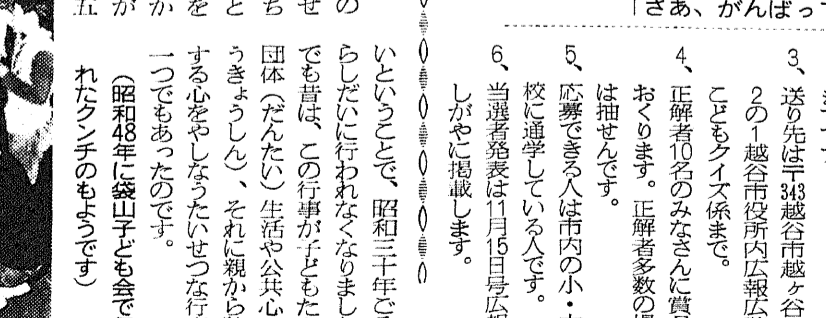 「さあ、がんばっ
3、送り先は〒343越谷市越ヶ谷
2の1越谷市役所内広報広
こどもクイズ係まで。
4、正解者10名のみなさんに賞
おくります。正解者多数の場
は抽せんです。
5、応募できる人は市内の小・
校に通学している人です。
6、当選者発表は11月15日号広報
しがやに掲載します。
の
せ
ち
と
を
か
が
五
いということで、昭和三十年ご
らしだいに行われなくなりまし
でも昔は、この行事が子どもた
団体（だんたい）生活や公共心
うきょうしん）、それに親から
する心をやしなうたいせつな行
一つでもあったのです。
（昭和48年に袋山子ども会で
れたクンチのもようです）